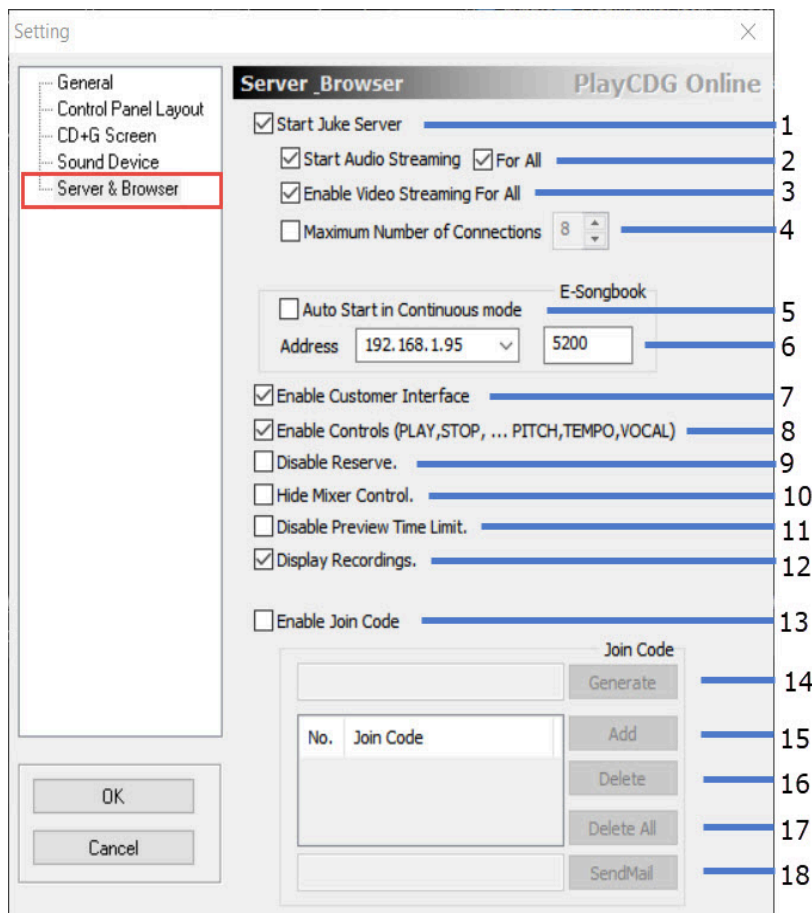 Setting
General
Control Panel Layout
CD+G Screen
Sound Device
Server & Browser
OK
Cancel
Server _Browser PlayCDG Online
Start Juke Server 1
Start Audio Streaming For All 2
Enable Video Streaming For All 3
Maximum Number of Connections 8 4
E-Songbook
Auto Start in Continuous mode 5
Address 192.168.1.95 5200 6
Enable Customer Interface 7
Enable Controls (PLAY,STOP, ... PITCH,TEMPO,VOCAL) 8
Disable Reserve. 9
Hide Mixer Control. 10
Disable Preview Time Limit. 11
Display Recordings. 12
Enable Join Code 13
Join Code
Generate 14
No. Join Code
Add 15
Delete 16
Delete All 17
SendMail 18